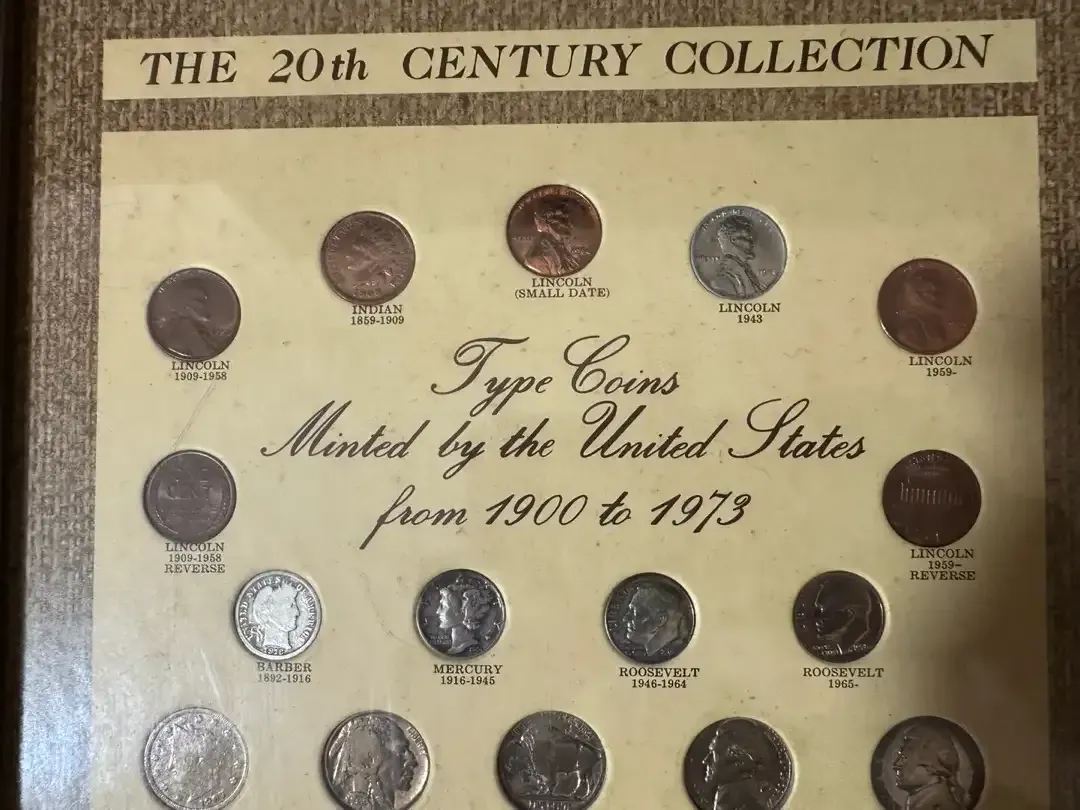 THE 20th CENTURY COLLECTION
LINCOLN
(SMALL DATE)
INDIAN
1859-1909
LINCOLN
1943
LINCOLN
1909-1958
LINCOLN
1959-
Type Coins
Minted by the United States
from 1900 to 1973
LINCOLN
1909-1958
REVERSE
LINCOLN
1959-
REVERSE
BARBER
1892-1916
MERCURY
1916-1945
ROOSEVELT
1946-1964
ROOSEVELT
1965-